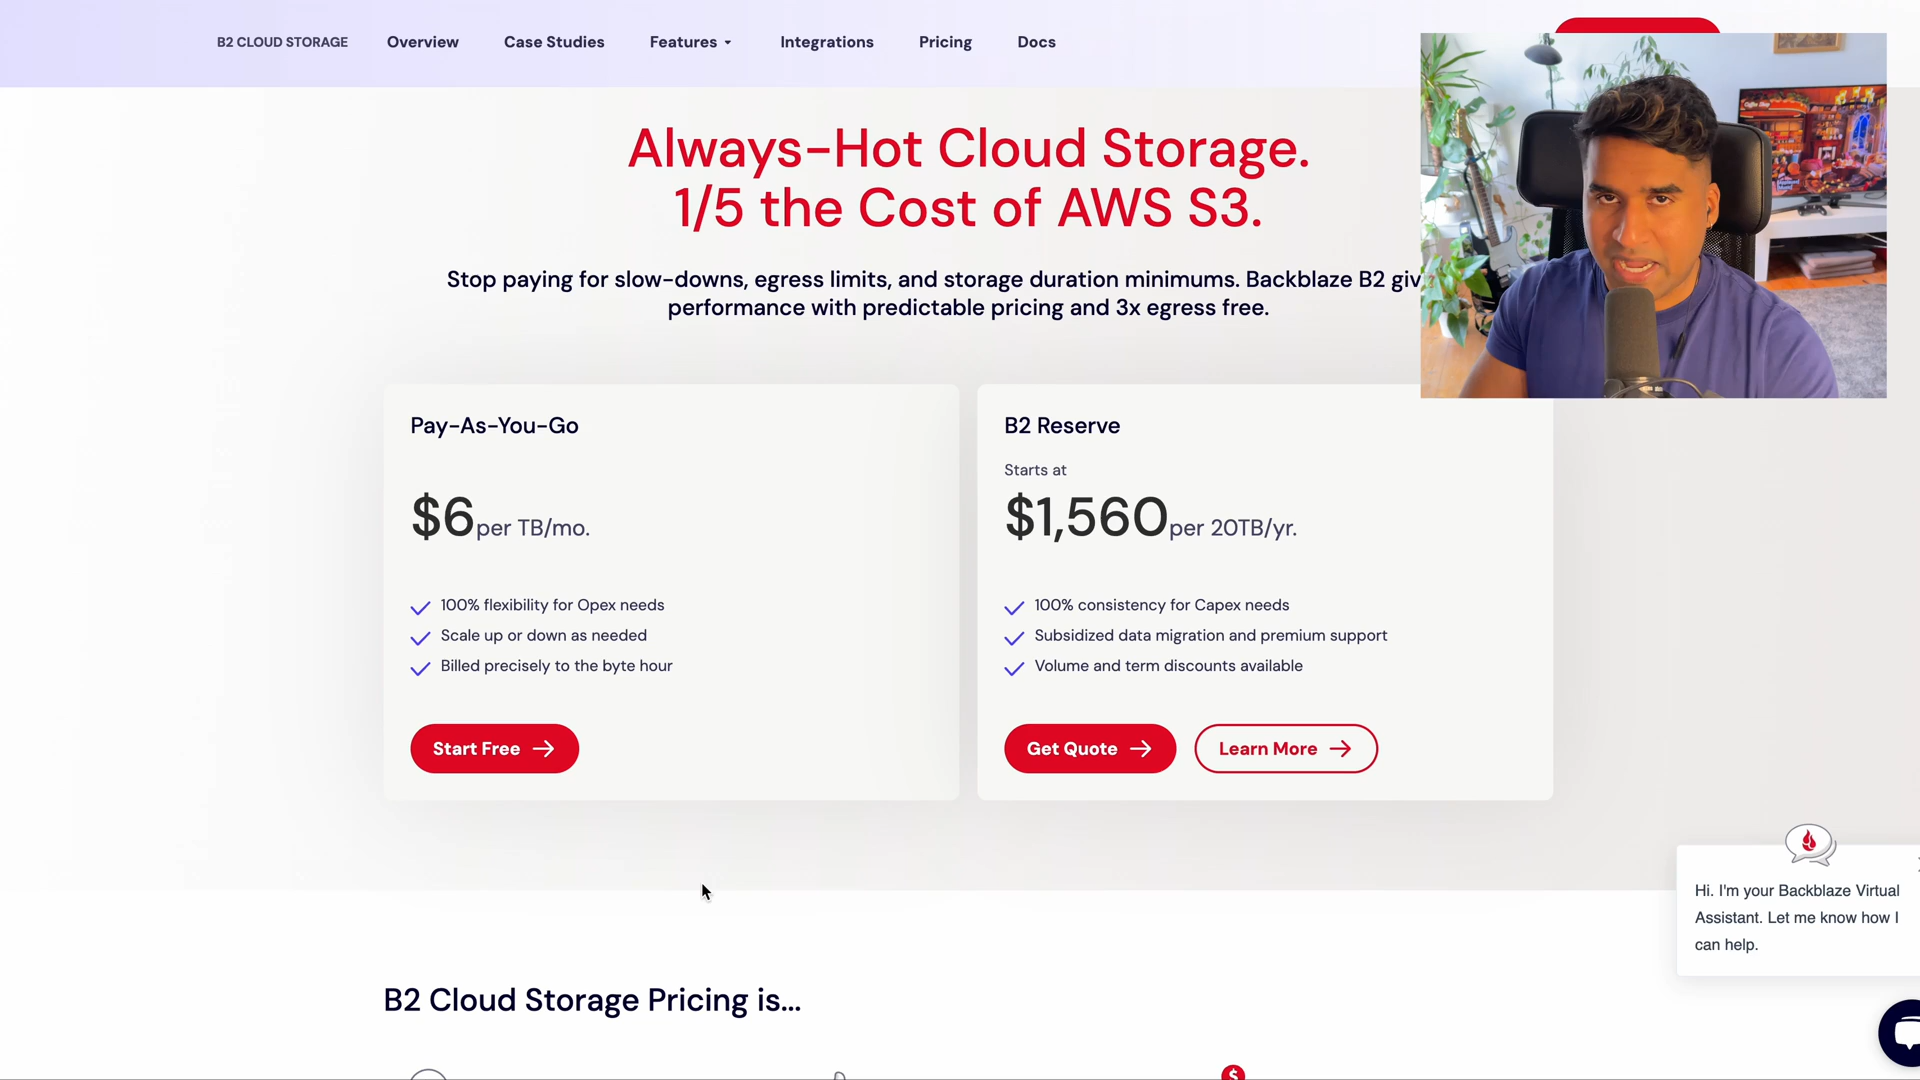 B2 CLOUD STORAGE
Overview
Case Studies
Features
Integrations
Pricing
Docs
Always-Hot Cloud Storage.
1/5 the Cost of AWS S3.
Stop paying for slow-downs, egress limits, and storage duration minimums. Backblaze B2 giv
performance with predictable pricing and 3x egress free.
Pay-As-You-Go
$6 per TB/mo.
100% flexibility for Opex needs
Scale up or down as needed
Billed precisely to the byte hour
Start Free
B2 Reserve
Starts at
$1,560 per 20TB/yr.
100% consistency for Capex needs
Subsidized data migration and premium support
Volume and term discounts available
Get Quote
Learn More
Hi. I'm your Backblaze Virtual
Assistant. Let me know how I
can help.
B2 Cloud Storage Pricing is...
$